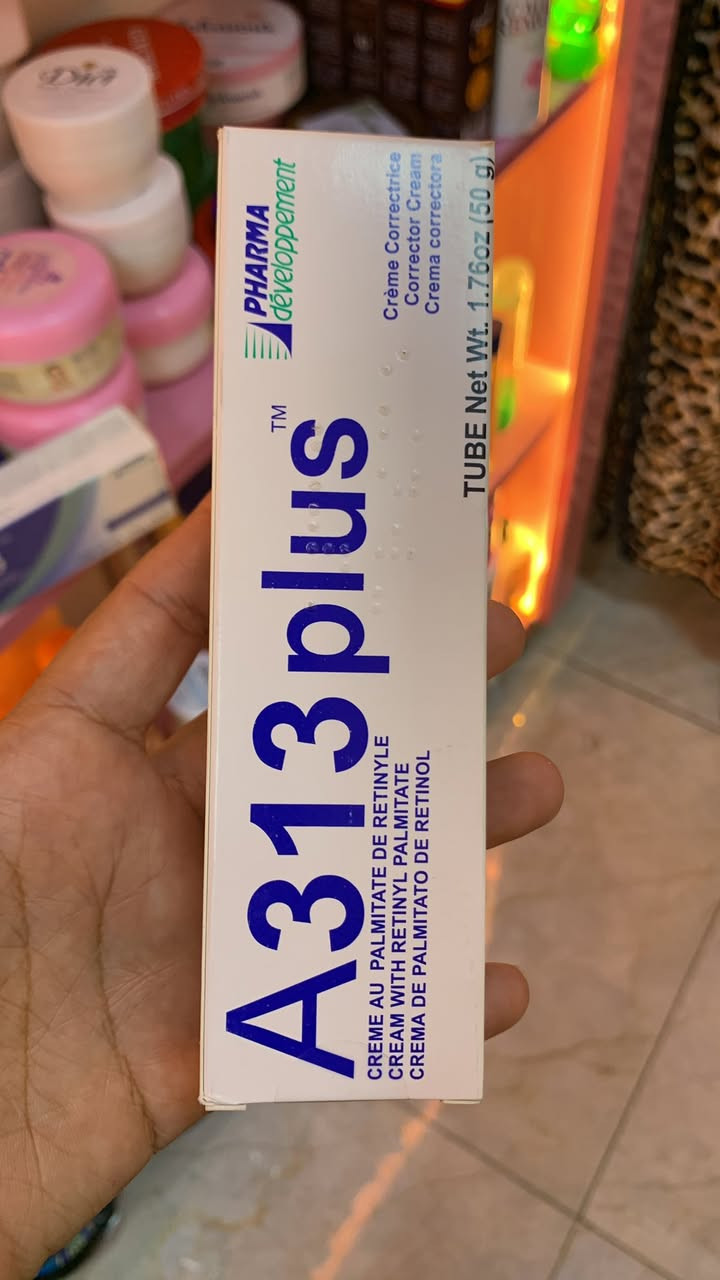 A313plus™
CREME AU PALMITATE DE RETINYLE
CREAM WITH RETINYL PALMITATE
CREMA DE PALMITATO DE RETINOL
PHARMA
développement
Crème Correctrice
Corrector Cream
Crema correctora
TUBE Net Wt. 1.76oz (50 g)